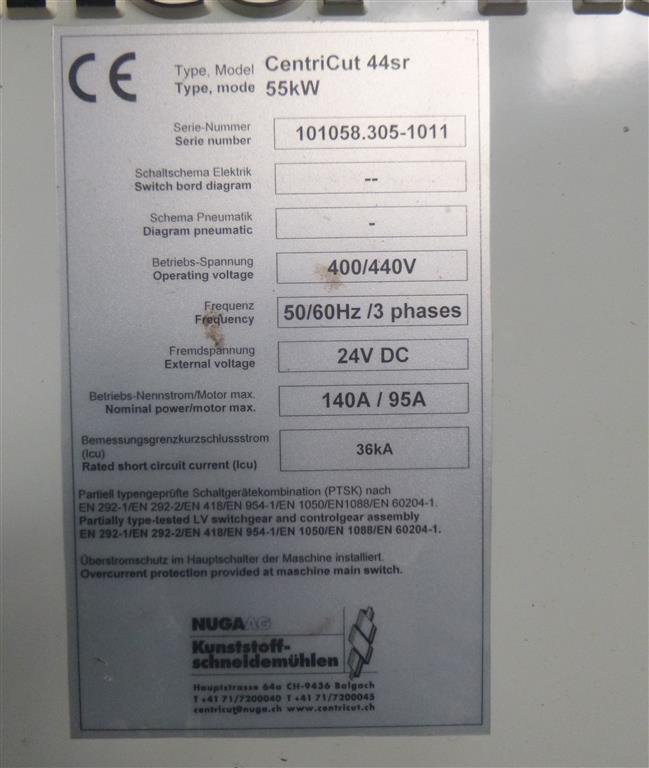 CE
Type, Model CentriCut 44sr
Type, mode 55kW
Serie-Nummer
Serie number 101058.305-1011
Schaltschema Elektrik
Switch bord diagram --
Schema Pneumatik
Diagram pneumatic -
Betriebs-Spannung
Operating voltage 400/440V
Frequenz
Frequency 50/60Hz /3 phases
Fremdspannung
External voltage 24V DC
Betriebs-Nennstrom/Motor max.
Nominal power/motor max. 140A / 95A
Bemessungsgrenzkurzschlussstrom
(Icu)
Rated short circuit current (Icu) 36kA
Partiell typengeprüfte Schaltgerätekombination (PTSK) nach
EN 292-1/EN 292-2/EN 418/EN 954-1/EN 1050/EN1088/EN 60204-1.
Partially type-tested LV switchgear and controlgear assembly
EN 292-1/EN 292-2/EN 418/EN 954-1/EN 1050/EN 1088/EN 60204-1.
Überstromschutz im Hauptschalter der Maschine installiert.
Overcurrent protection provided at maschine main switch.
NUGA AG
Kunststoff-
schneidemühlen
Hauptstrasse 64a CH-9436 Balgach
T +41 71/7200040 T +41 71/7200045
centricut@nuga.ch www.centricut.ch